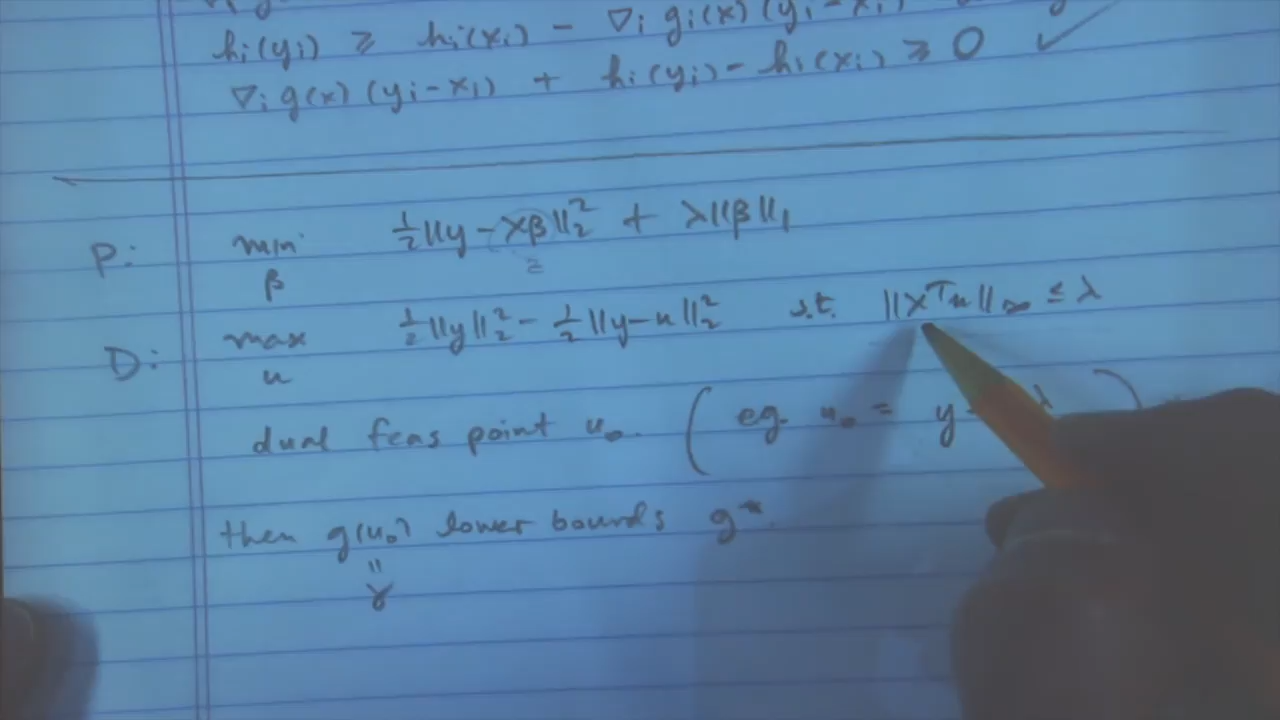 hᵢ(yᵢ) ≥ hᵢ(xᵢ) − ∇ᵢ gᵢ(x)(yᵢ − xᵢ)
∇ᵢ g(x)(yᵢ − xᵢ) + hᵢ(yᵢ) − hᵢ(xᵢ) ≥ 0 ✓
P: min β ½||y − Xβ||₂² + λ||β||₁
z
D: max u ½||y||₂² − ½||y − u||₂² s.t. ||Xᵀu||∞ ≤ λ
dual feas point u₀. (eg. u₀ = y )
then g(u₀) lower bounds g*.
"
γ